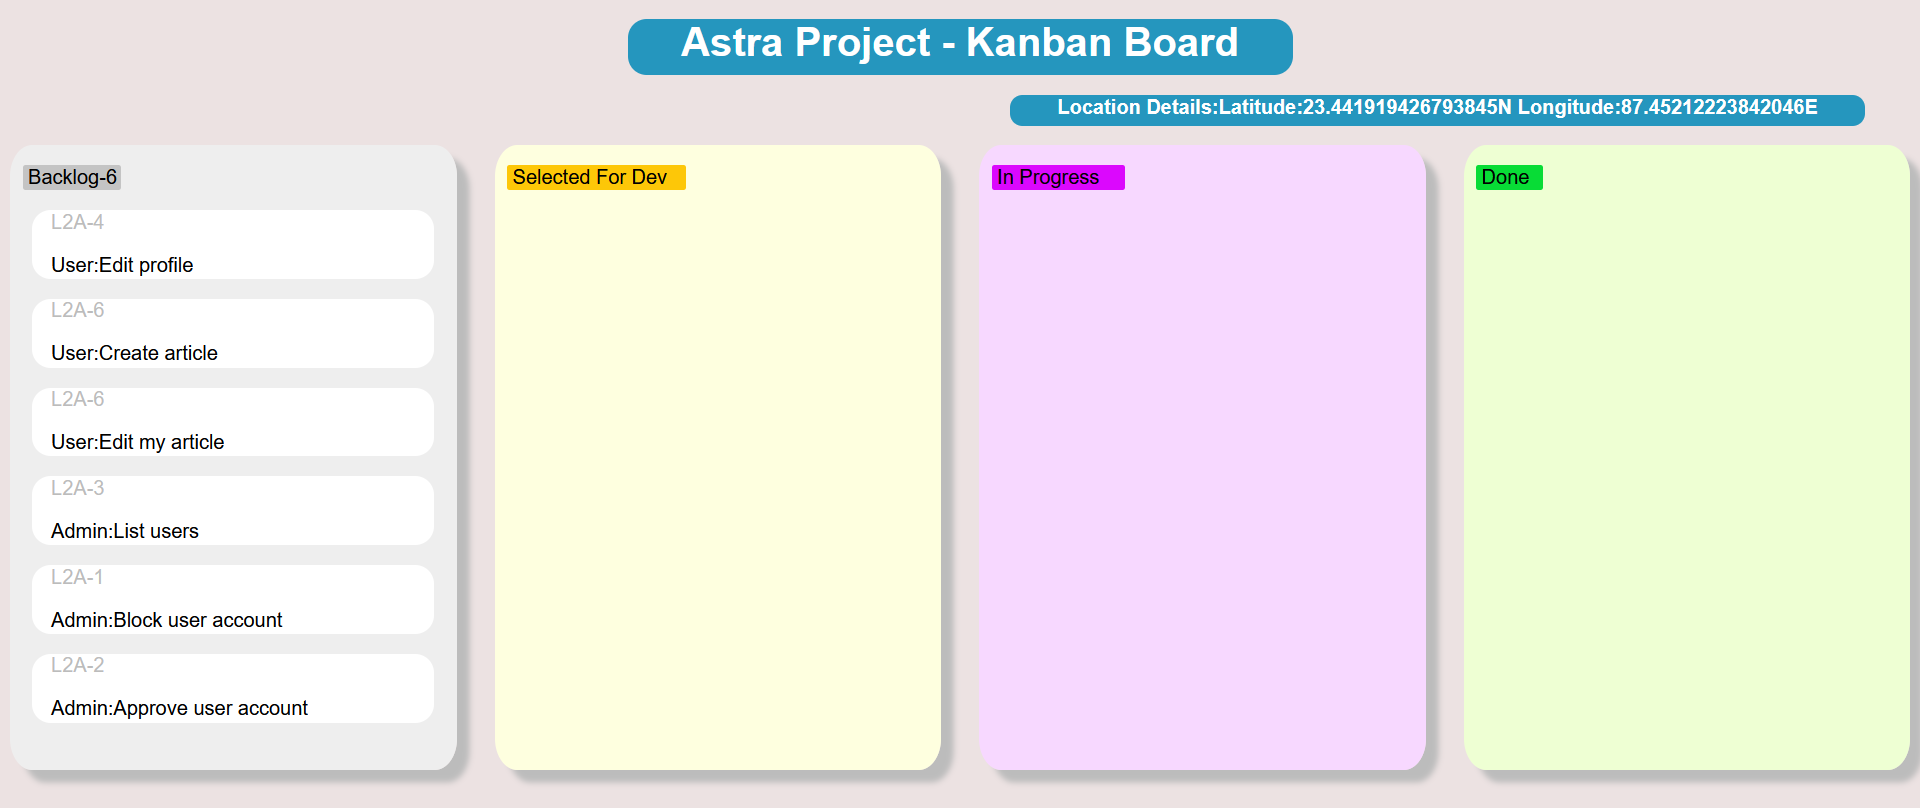 Astra Project - Kanban Board
Location Details:Latitude:23.441919426793845N Longitude:87.45212223842046E
Backlog-6
L2A-4
User:Edit profile
L2A-6
User:Create article
L2A-6
User:Edit my article
L2A-3
Admin:List users
L2A-1
Admin:Block user account
L2A-2
Admin:Approve user account
Selected For Dev
In Progress
Done